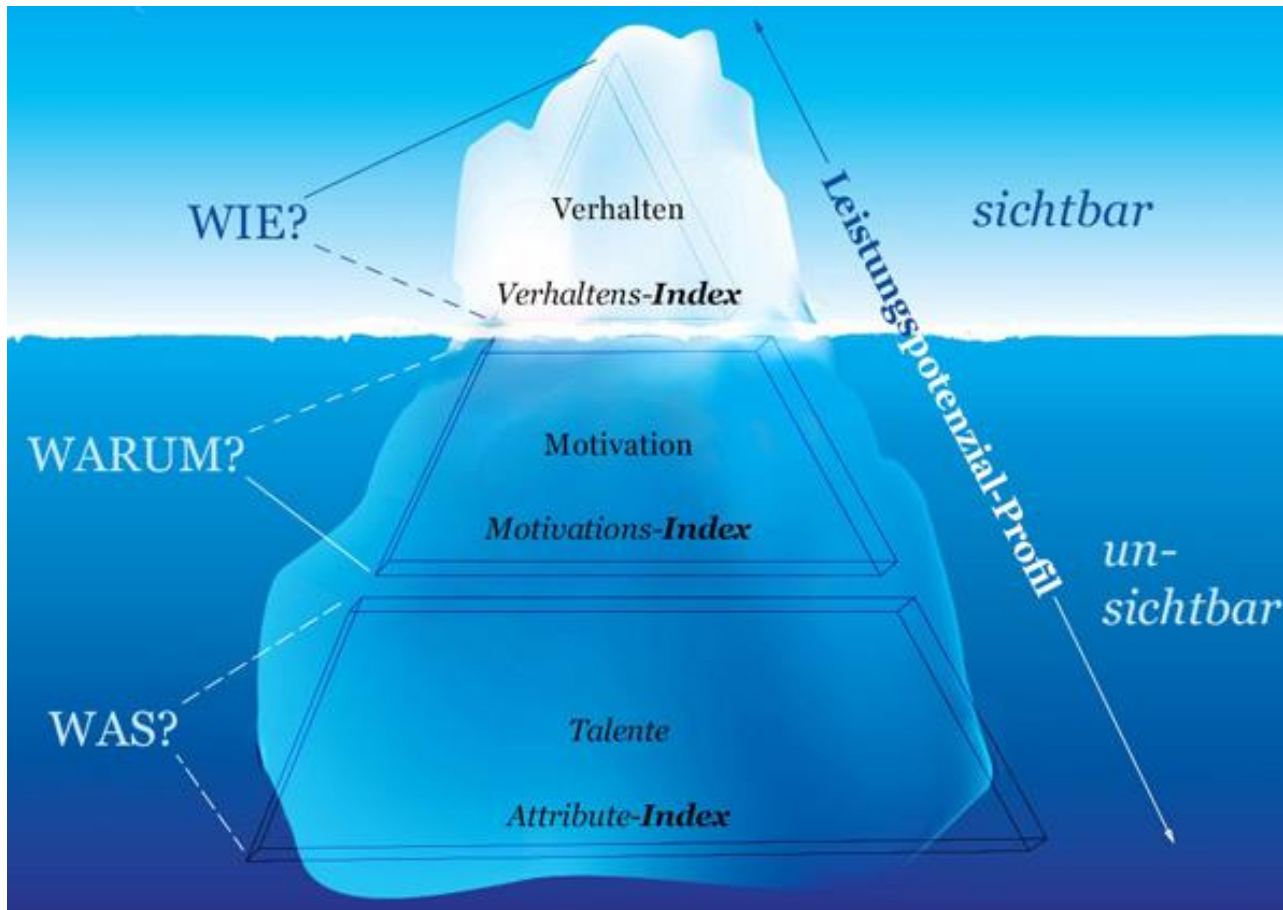 WIE?
Verhalten
Verhaltens-Index
sichtbar
Leistungspotenzial-Profil
WARUM?
Motivation
Motivations-Index
un-
sichtbar
WAS?
Talente
Attribute-Index